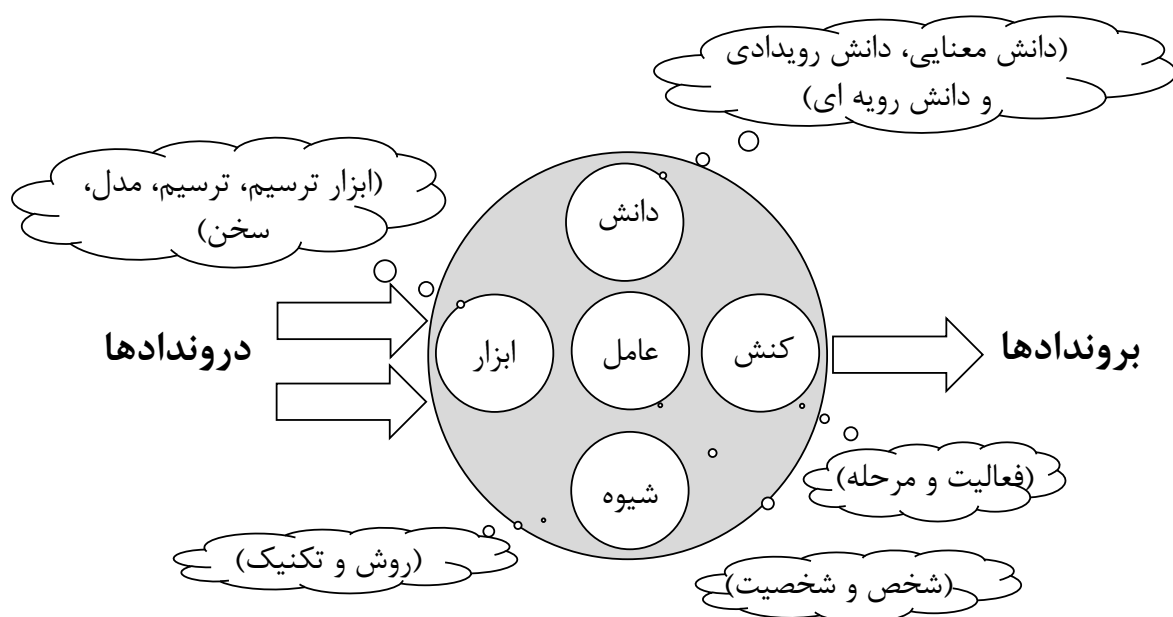 (دانش معنایی، دانش رویدادی
و دانش رویه ای)
(ابزار ترسیم، ترسیم، مدل،
سخن)
دانش
بروندادها
کنش
عامل
ابزار
دروندادها
شیوه
(فعالیت و مرحله)
(روش و تکنیک)
(شخص و شخصیت)